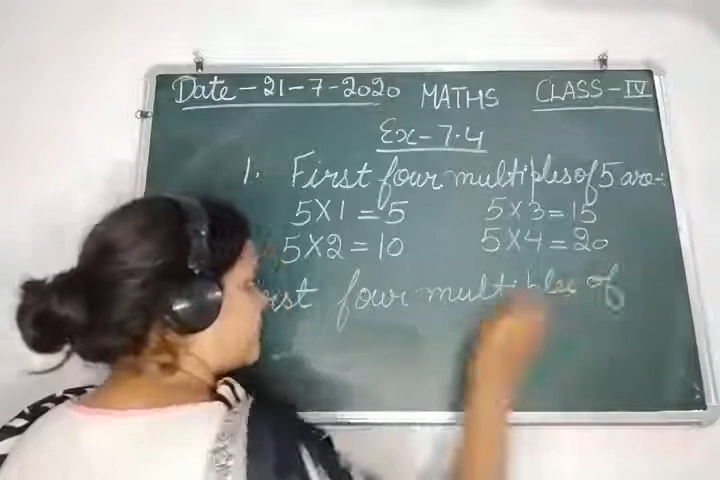 Date - 21-7-2020 MATHS CLASS - IV
Ex-7.4
1. First four multiples of 5 are:
5X1 = 5 5X3 = 15
5X2 = 10 5X4 = 20
four multiples of